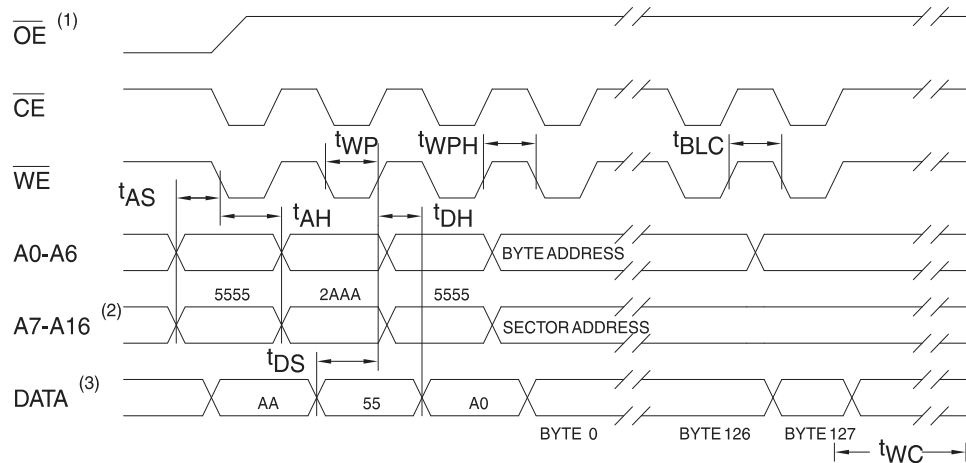 OE (1)
CE
tWP tWPH tBLC
WE
tAS
tAH tDH
A0-A6 BYTE ADDRESS
5555 2AAA 5555
A7-A16 (2) SECTOR ADDRESS
tDS
DATA (3) AA 55 A0
BYTE 0 BYTE 126 BYTE 127
tWC